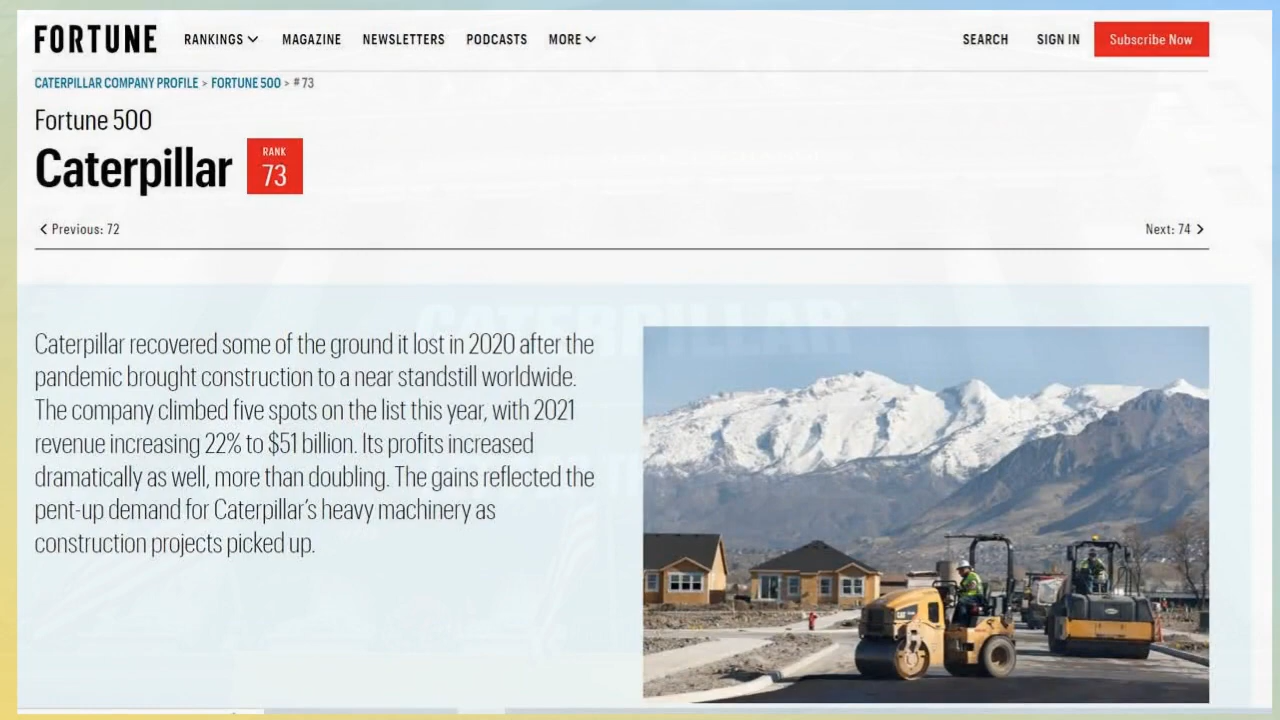 FORTUNE RANKINGS MAGAZINE NEWSLETTERS PODCASTS MORE SEARCH SIGN IN Subscribe Now
CATERPILLAR COMPANY PROFILE > FORTUNE 500 > #73
Fortune 500
Caterpillar RANK 73
Previous: 72 Next: 74
CATERPILLAR
Caterpillar recovered some of the ground it lost in 2020 after the
pandemic brought construction to a near standstill worldwide.
The company climbed five spots on the list this year, with 2021
revenue increasing 22% to $51 billion. Its profits increased
dramatically as well, more than doubling. The gains reflected the
pent-up demand for Caterpillar's heavy machinery as
construction projects picked up.
CAT